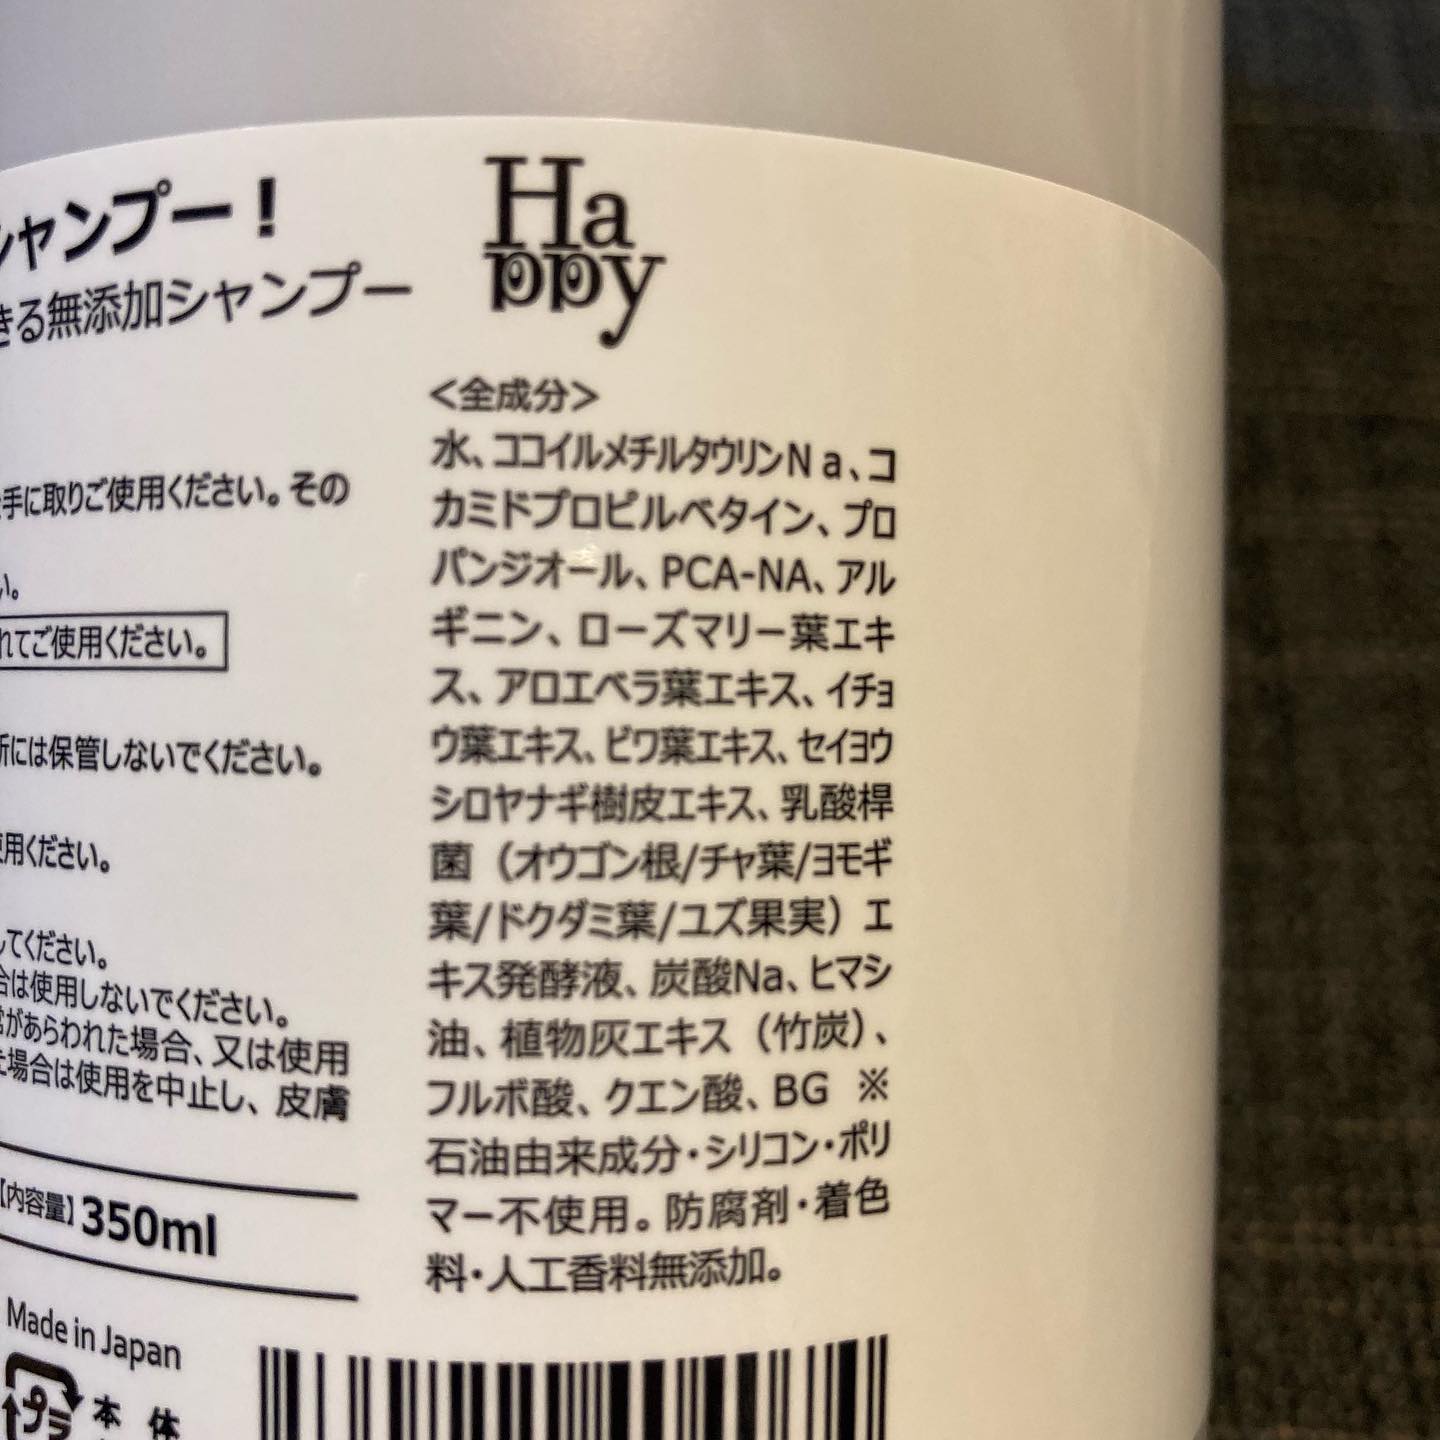 シャンプー！
きる無添加シャンプー
Ha
ppy
手に取りご使用ください。その
い。
れてご使用ください。
所には保管しないでください。
使用ください。
してください。
合は使用しないでください。
常があらわれた場合、又は使用
た場合は使用を中止し、皮膚
【内容量】350ml
Made in Japan
プラ
本体
<全成分>
水、ココイルメチルタウリンNa、コ
カミドプロピルベタイン、プロ
パンジオール、PCA-NA、アル
ギニン、ローズマリー葉エキ
ス、アロエベラ葉エキス、イチョ
ウ葉エキス、ビワ葉エキス、セイヨウ
シロヤナギ樹皮エキス、乳酸桿
菌（オウゴン根/チャ葉/ヨモギ
葉/ドクダミ葉/ユズ果実）エ
キス発酵液、炭酸Na、ヒマシ
油、植物灰エキス（竹炭）、
フルボ酸、クエン酸、BG ※
石油由来成分・シリコン・ポリ
マー不使用。防腐剤・着色
料・人工香料無添加。